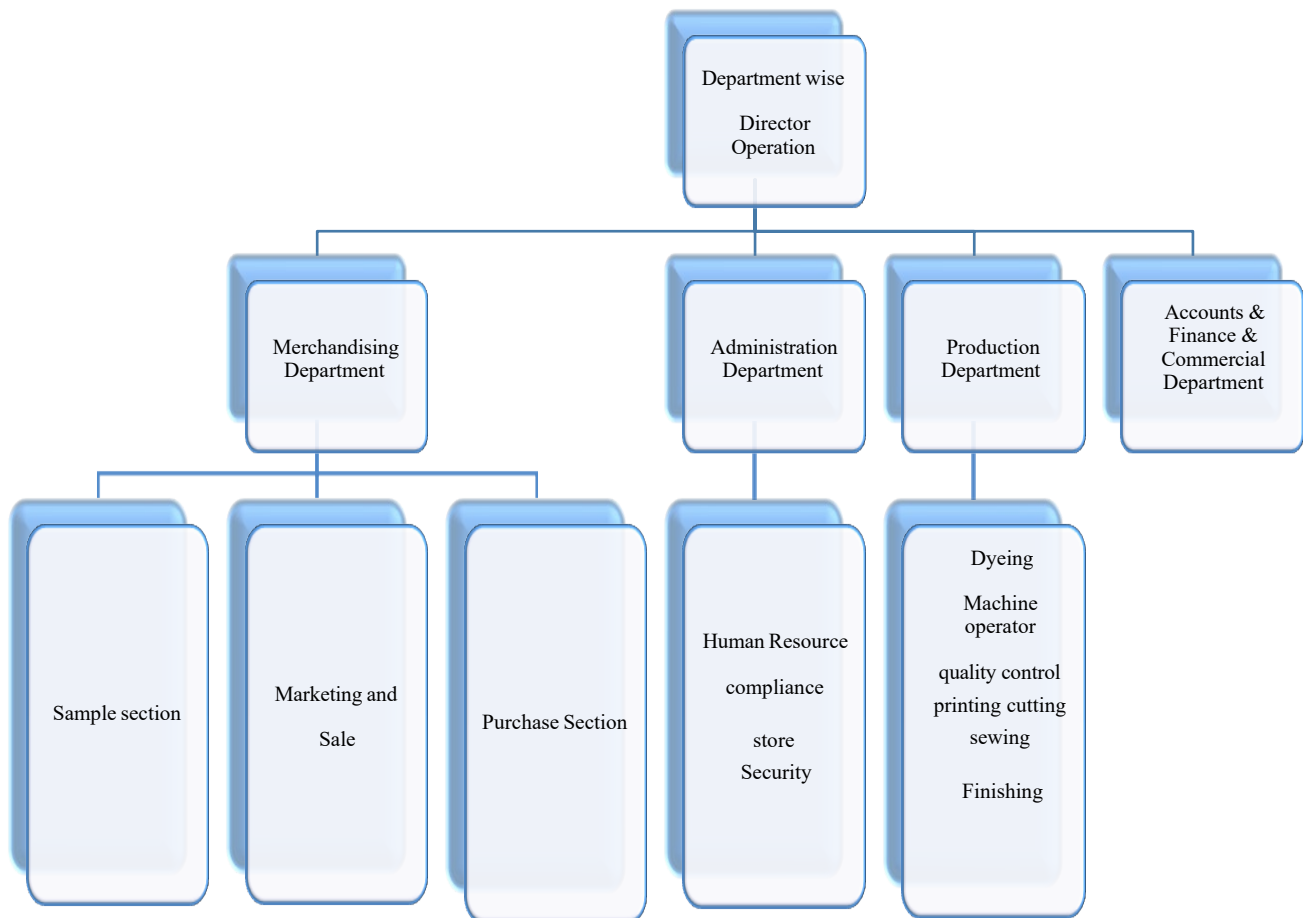 Department wise
Director
Operation
Merchandising
Department
Administration
Department
Production
Department
Accounts &
Finance &
Commercial
Department
Sample section
Marketing and
Sale
Purchase Section
Human Resource
compliance
store
Security
Dyeing
Machine
operator
quality control
printing cutting
sewing
Finishing